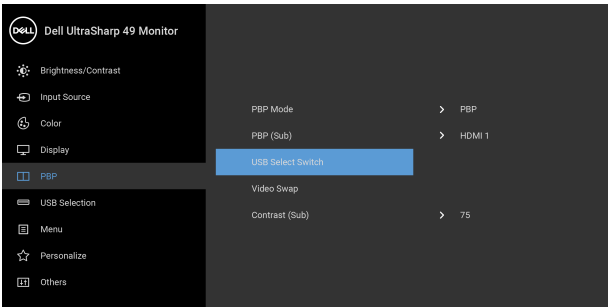 DELL Dell UltraSharp 49 Monitor
Brightness/Contrast
Input Source
Color
Display
PBP
USB Selection
Menu
Personalize
Others
PBP Mode > PBP
PBP (Sub) > HDMI 1
USB Select Switch
Video Swap
Contrast (Sub) > 75